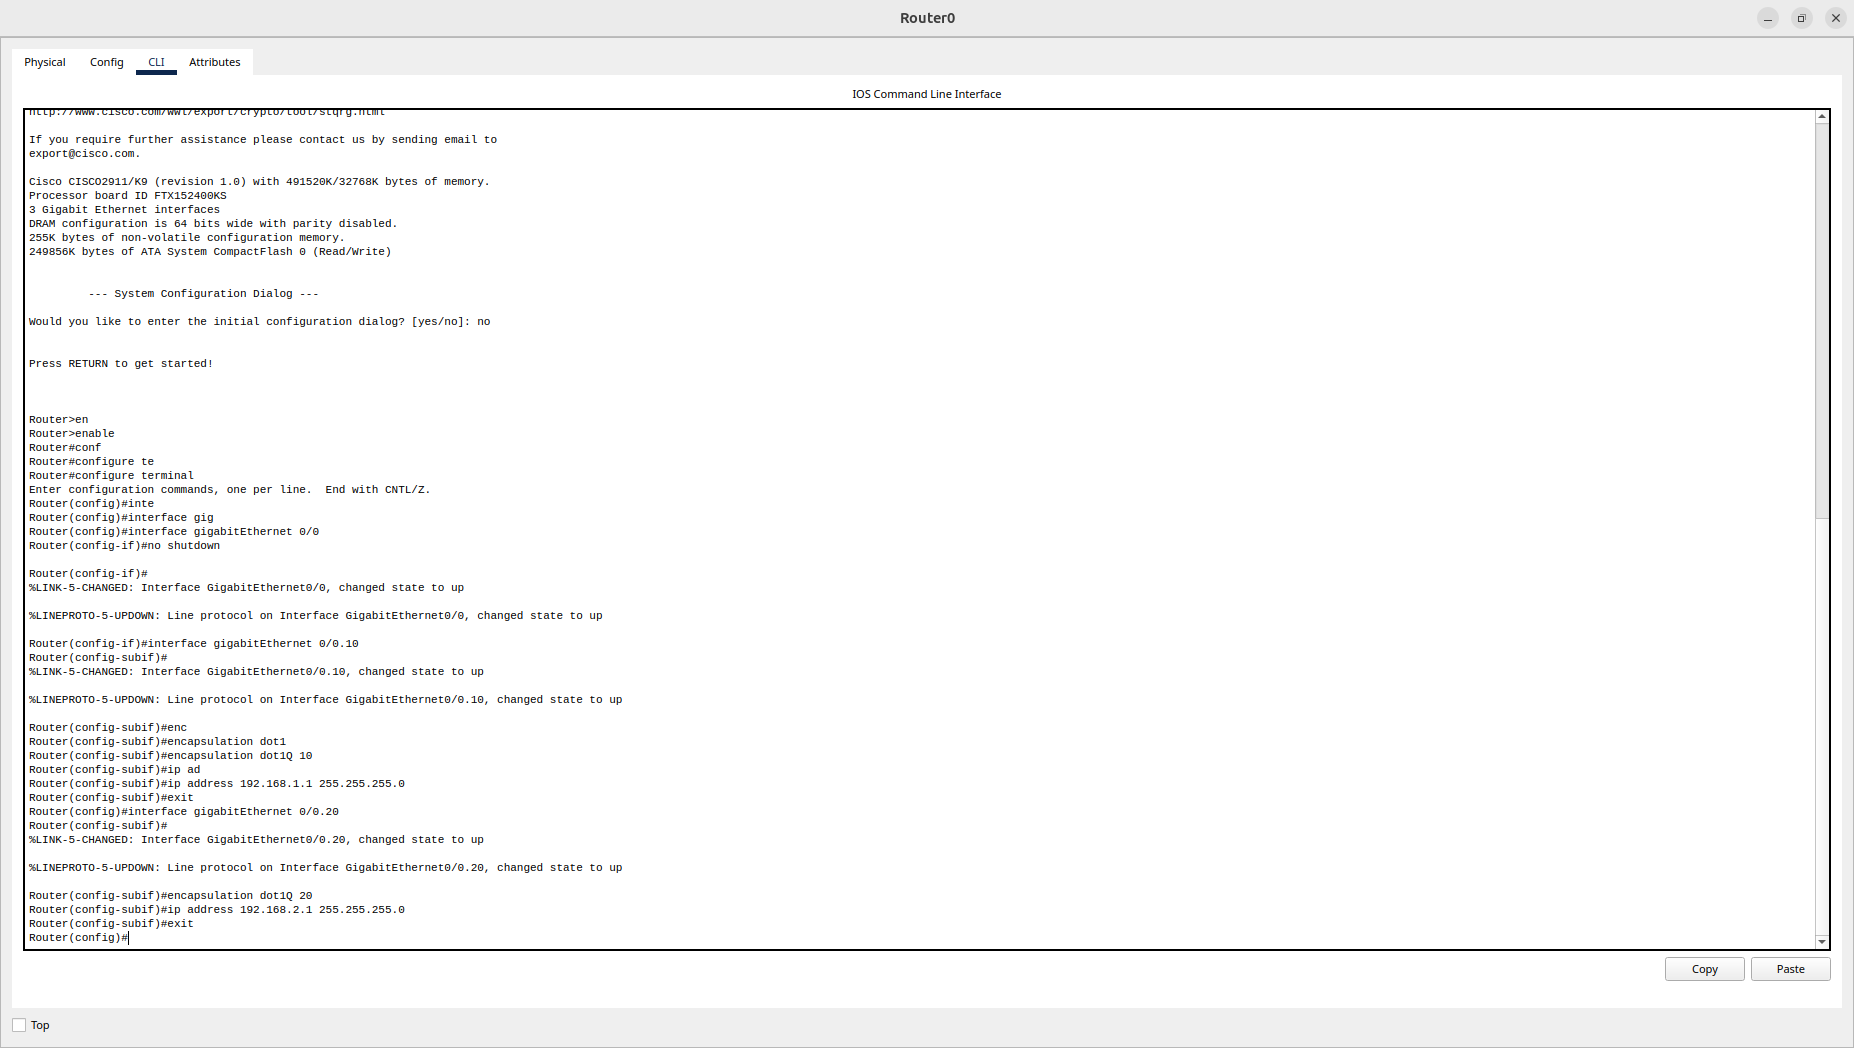 Router0
Physical Config CLI Attributes
IOS Command Line Interface
http://www.cisco.com/wwl/export/crypto/tool/stqrg.html
If you require further assistance please contact us by sending email to
export@cisco.com.
Cisco CISCO2911/K9 (revision 1.0) with 491520K/32768K bytes of memory.
Processor board ID FTX152400KS
3 Gigabit Ethernet interfaces
DRAM configuration is 64 bits wide with parity disabled.
255K bytes of non-volatile configuration memory.
249856K bytes of ATA System CompactFlash 0 (Read/Write)
--- System Configuration Dialog ---
Would you like to enter the initial configuration dialog? [yes/no]: no
Press RETURN to get started!
Router>en
Router>enable
Router#conf
Router#configure te
Router#configure terminal
Enter configuration commands, one per line.  End with CNTL/Z.
Router(config)#inte
Router(config)#interface gig
Router(config)#interface gigabitEthernet 0/0
Router(config-if)#no shutdown
Router(config-if)#
%LINK-5-CHANGED: Interface GigabitEthernet0/0, changed state to up
%LINEPROTO-5-UPDOWN: Line protocol on Interface GigabitEthernet0/0, changed state to up
Router(config-if)#interface gigabitEthernet 0/0.10
Router(config-subif)#
%LINK-5-CHANGED: Interface GigabitEthernet0/0.10, changed state to up
%LINEPROTO-5-UPDOWN: Line protocol on Interface GigabitEthernet0/0.10, changed state to up
Router(config-subif)#enc
Router(config-subif)#encapsulation dot1
Router(config-subif)#encapsulation dot1Q 10
Router(config-subif)#ip ad
Router(config-subif)#ip address 192.168.1.1 255.255.255.0
Router(config-subif)#exit
Router(config)#interface gigabitEthernet 0/0.20
Router(config-subif)#
%LINK-5-CHANGED: Interface GigabitEthernet0/0.20, changed state to up
%LINEPROTO-5-UPDOWN: Line protocol on Interface GigabitEthernet0/0.20, changed state to up
Router(config-subif)#encapsulation dot1Q 20
Router(config-subif)#ip address 192.168.2.1 255.255.255.0
Router(config-subif)#exit
Router(config)#
Copy Paste
Top